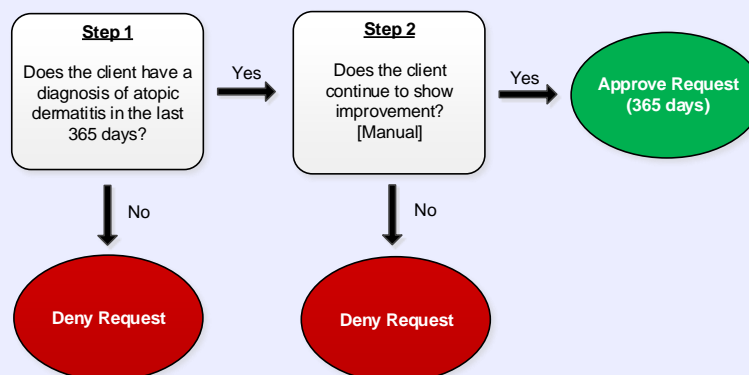 Step 1
Does the client have a
diagnosis of atopic
dermatitis in the last
365 days?
Yes
Step 2
Does the client
continue to show
improvement?
[Manual]
Yes
Approve Request
(365 days)
No
No
Deny Request
Deny Request